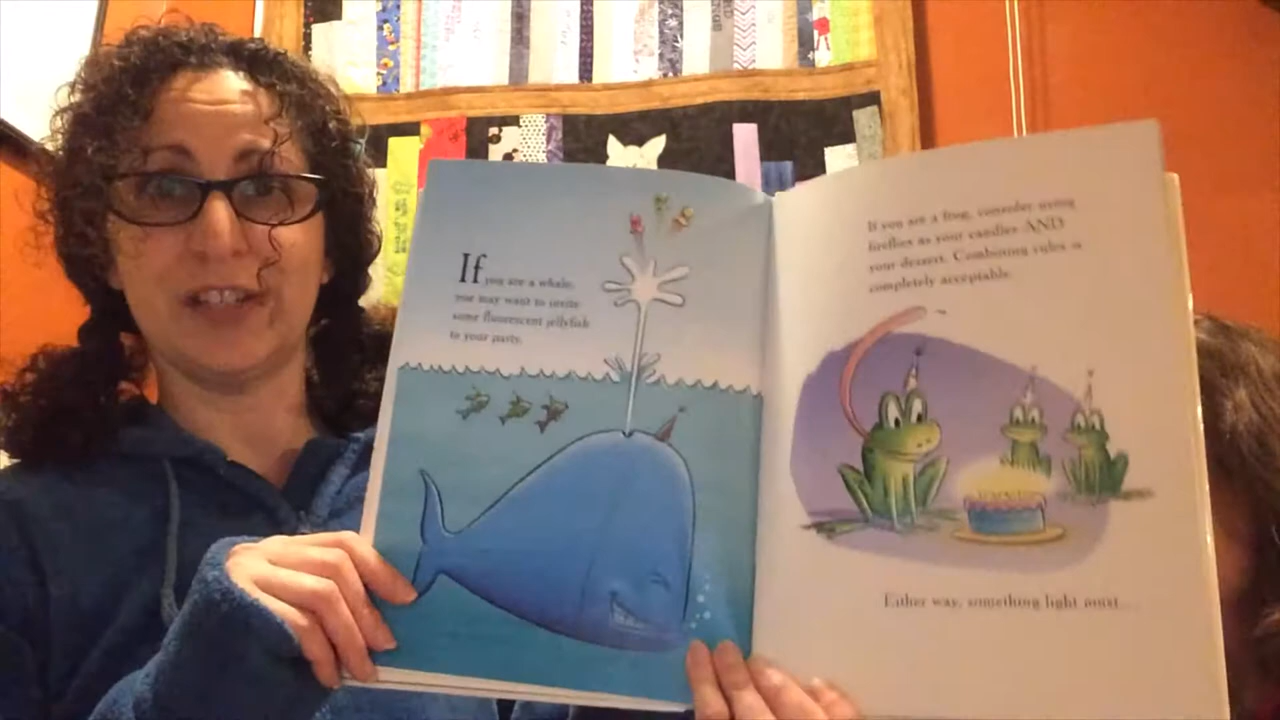 If you are a whale,
you may want to invite
some fluorescent jellyfish
to your party.
If you are a frog, consider using
fireflies as your candles AND
your dessert. Combining rules is
completely acceptable.
Either way, something light must...